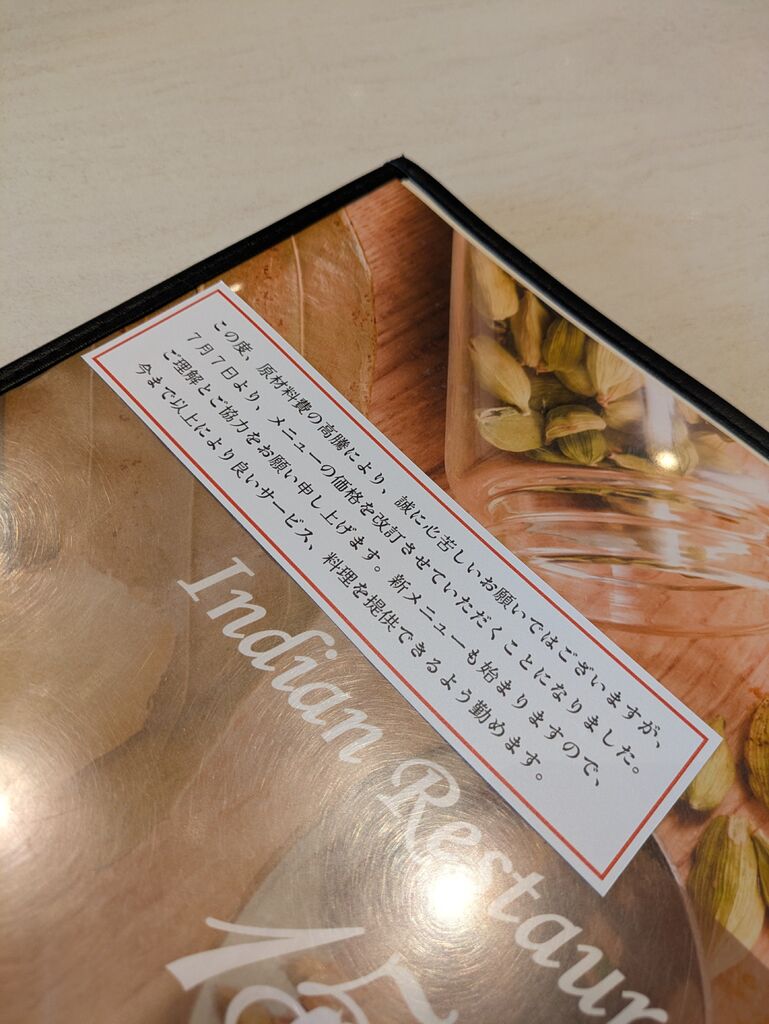 この度、原材料費の高騰により、誠に心苦しいお願いではございますが、
7月7日より、メニューの価格を改訂させていただくことになりました。
ご理解とご協力をお願い申し上げます。新メニューも始まりますので、
今まで以上により良いサービス、料理を提供できるよう勤めます。
Indian